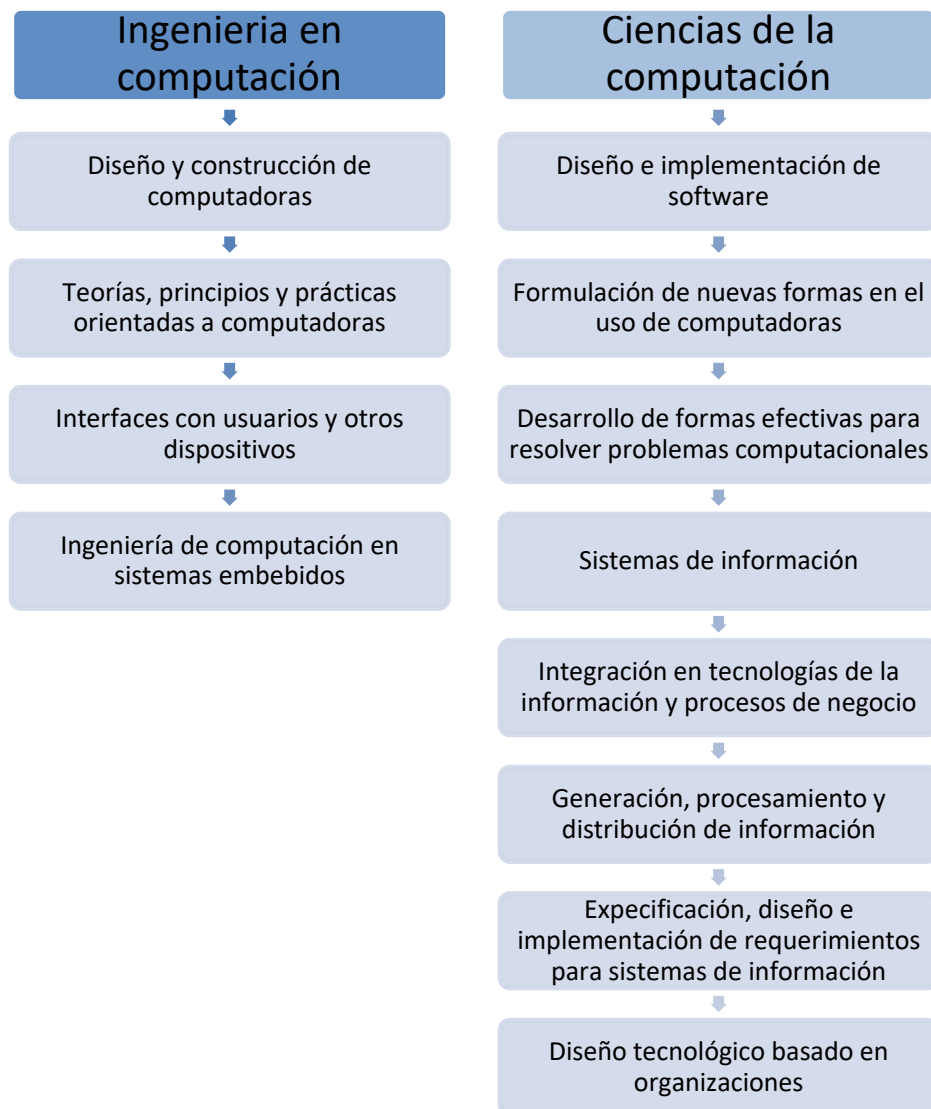 Ingenieria en
computación
Diseño y construcción de
computadoras
Teorías, principios y prácticas
orientadas a computadoras
Interfaces con usuarios y otros
dispositivos
Ingeniería de computación en
sistemas embebidos
Ciencias de la
computación
Diseño e implementación de
software
Formulación de nuevas formas en el
uso de computadoras
Desarrollo de formas efectivas para
resolver problemas computacionales
Sistemas de información
Integración en tecnologías de la
información y procesos de negocio
Generación, procesamiento y
distribución de información
Expecificación, diseño e
implementación de requerimientos
para sistemas de información
Diseño tecnológico basado en
organizaciones